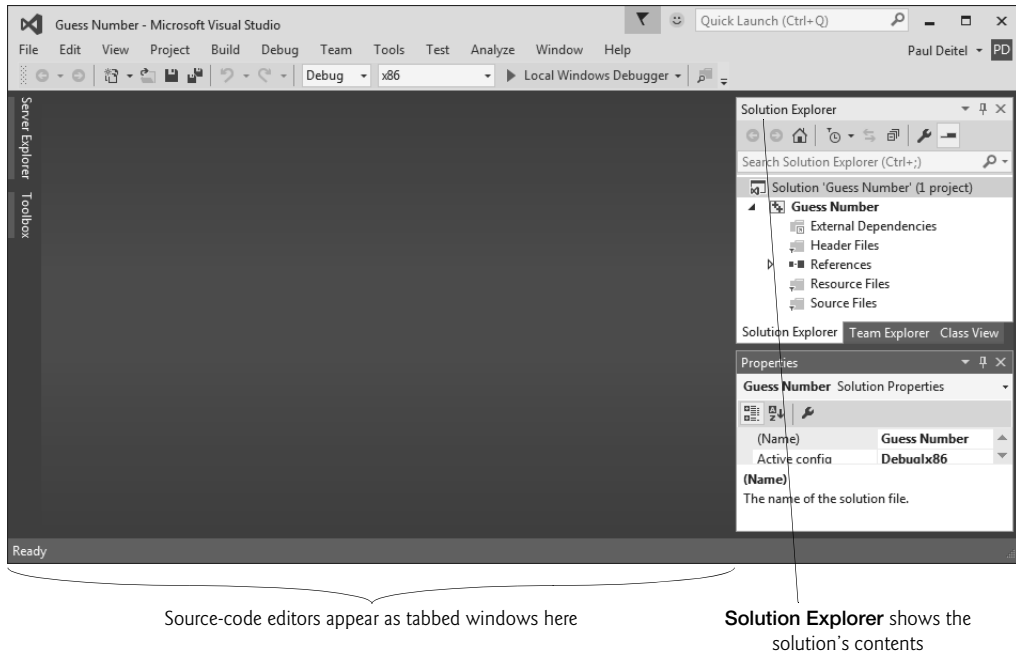 Guess Number - Microsoft Visual Studio
Quick Launch (Ctrl+Q)
File Edit View Project Build Debug Team Tools Test Analyze Window Help
Paul Deitel PD
Debug x86 Local Windows Debugger
Server Explorer
Toolbox
Solution Explorer
Search Solution Explorer (Ctrl+;)
Solution 'Guess Number' (1 project)
Guess Number
External Dependencies
Header Files
References
Resource Files
Source Files
Solution Explorer Team Explorer Class View
Properties
Guess Number Solution Properties
(Name) Guess Number
Active config Debug|x86
(Name)
The name of the solution file.
Ready
Source-code editors appear as tabbed windows here
Solution Explorer shows the
solution’s contents